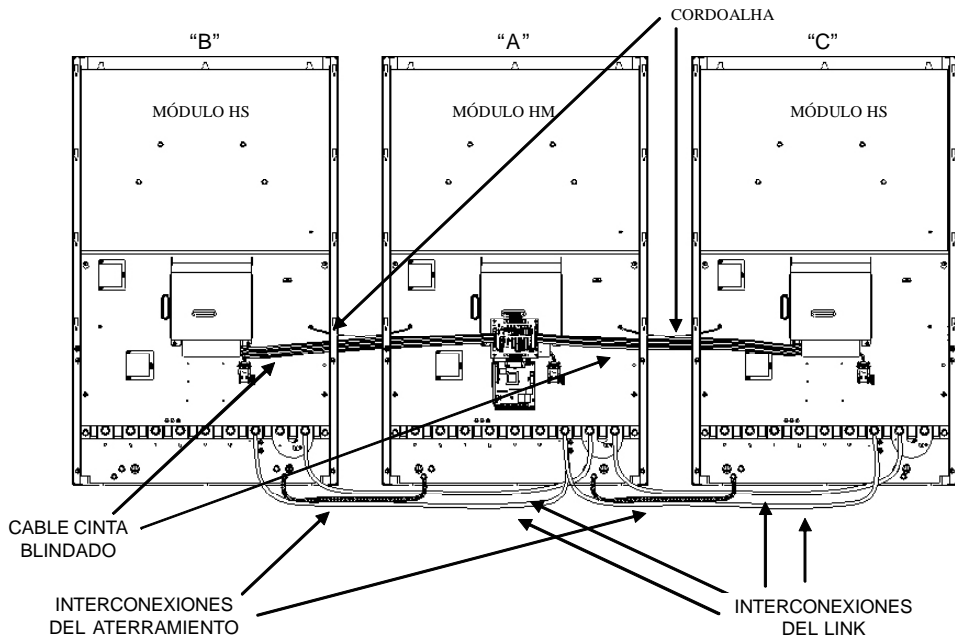 CORDOALHA
“B”
“A”
“C”
MÓDULO HS
MÓDULO HM
MÓDULO HS
CABLE CINTA
BLINDADO
INTERCONEXIONES
DEL ATERRAMIENTO
INTERCONEXIONES
DEL LINK